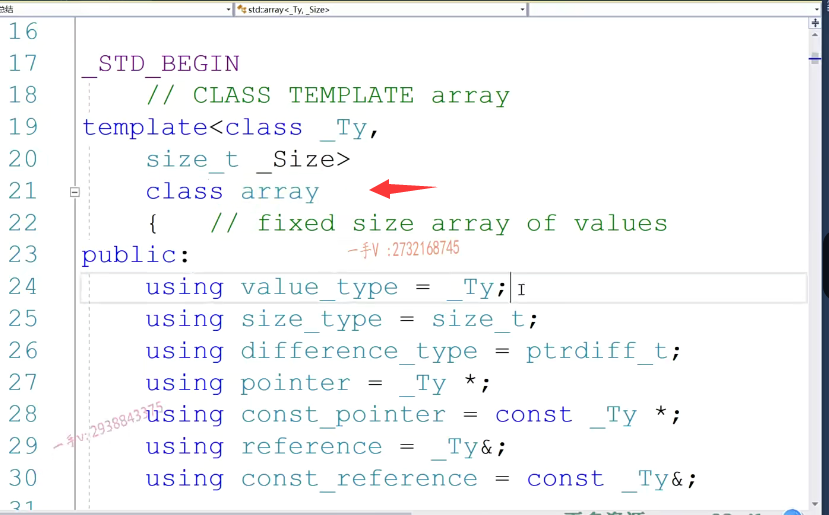 总结
std::array<_Ty, _Size>
16
17 _STD_BEGIN
18 // CLASS TEMPLATE array
19 template<class _Ty,
20 size_t _Size>
21 class array
22 { // fixed size array of values
一手V :2732168745
23 public:
24 using value_type = _Ty;
25 using size_type = size_t;
26 using difference_type = ptrdiff_t;
27 using pointer = _Ty *;
28 using const_pointer = const _Ty *;
一手V:2938843375
29 using reference = _Ty&;
30 using const_reference = const _Ty&;
31